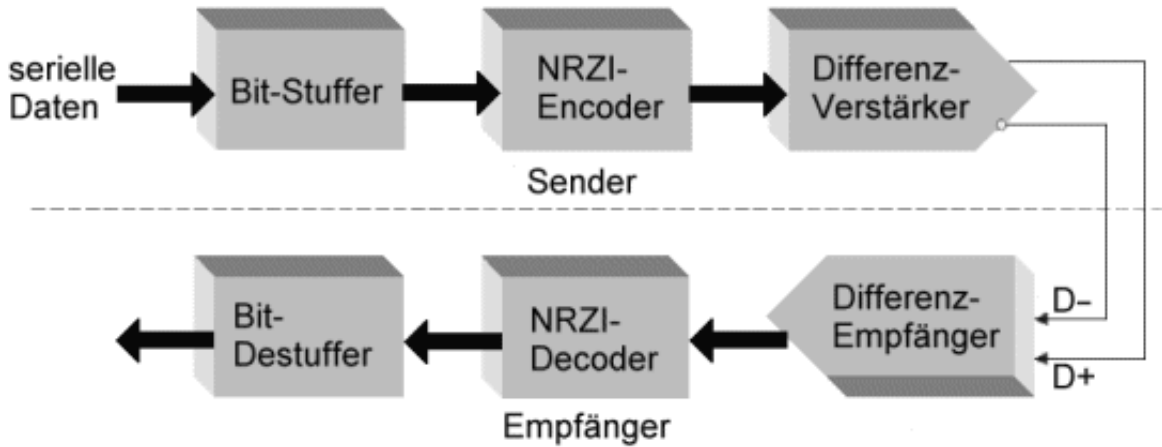 serielle
Daten
Bit-Stuffer
NRZI-
Encoder
Differenz-
Verstärker
Sender
Bit-
Destuffer
NRZI-
Decoder
Differenz-
Empfänger
D–
D+
Empfänger